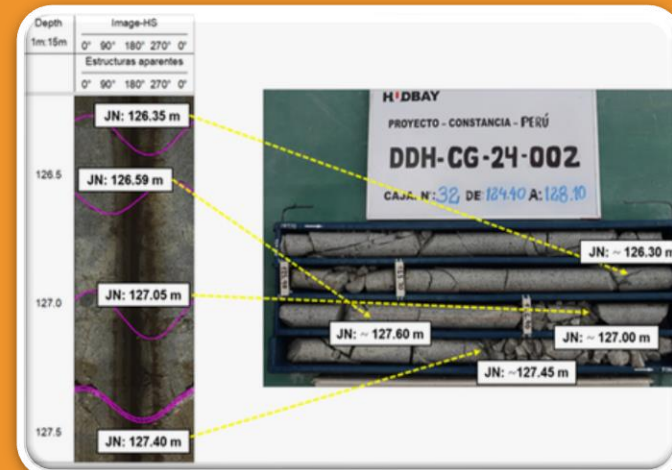 Depth
1m:15m
Image-HS
0° 90° 180° 270° 0°
Estructuras aparentes
0° 90° 180° 270° 0°
126.5
127.0
127.5
JN: 126.35 m
JN: 126.59 m
JN: 127.05 m
JN: 127.40 m
HUDBAY
PROYECTO - CONSTANCIA - PERÚ
DDH-CG-24-002
CAJA. N°: 32 DE: 124.40 A: 128.10
JN: ~ 126.30 m
JN: ~ 127.60 m
JN: ~ 127.00 m
JN: ~127.45 m